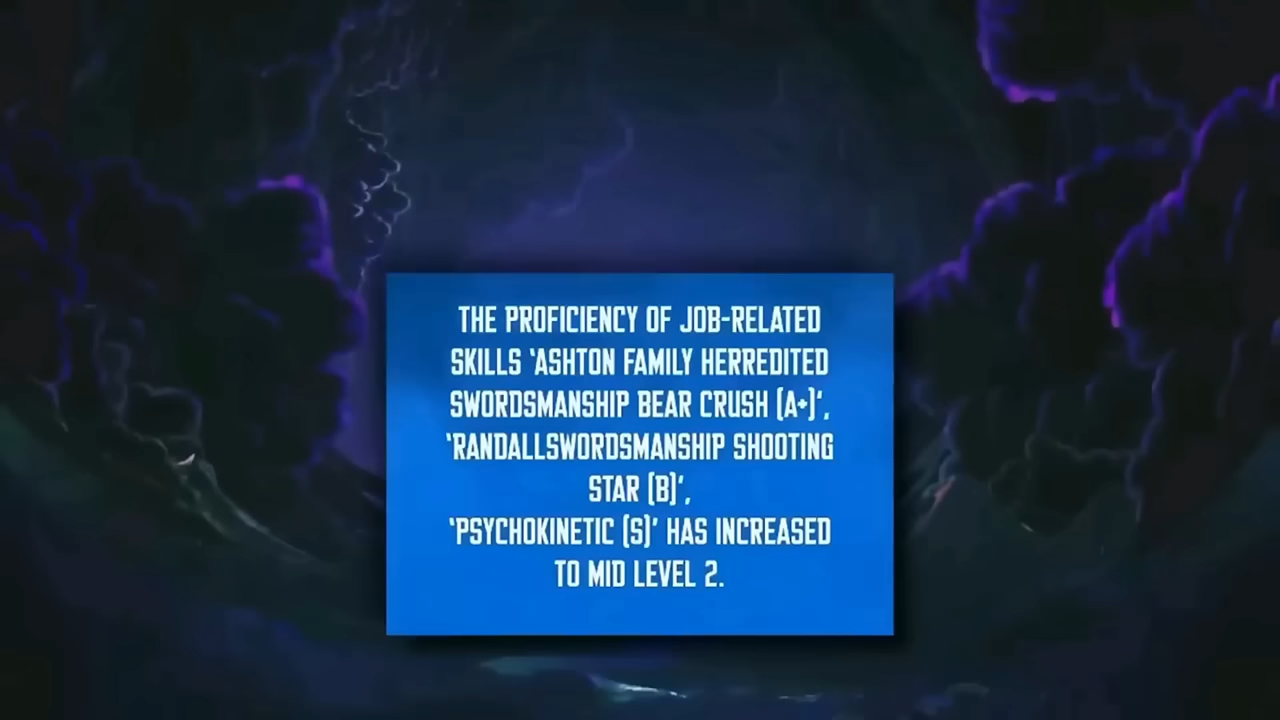 THE PROFICIENCY OF JOB-RELATED
SKILLS 'ASHTON FAMILY HERREDITED
SWORDSMANSHIP BEAR CRUSH (A+)',
'RANDALLSWORDSMANSHIP SHOOTING
STAR (B)',
'PSYCHOKINETIC (S)' HAS INCREASED
TO MID LEVEL 2.